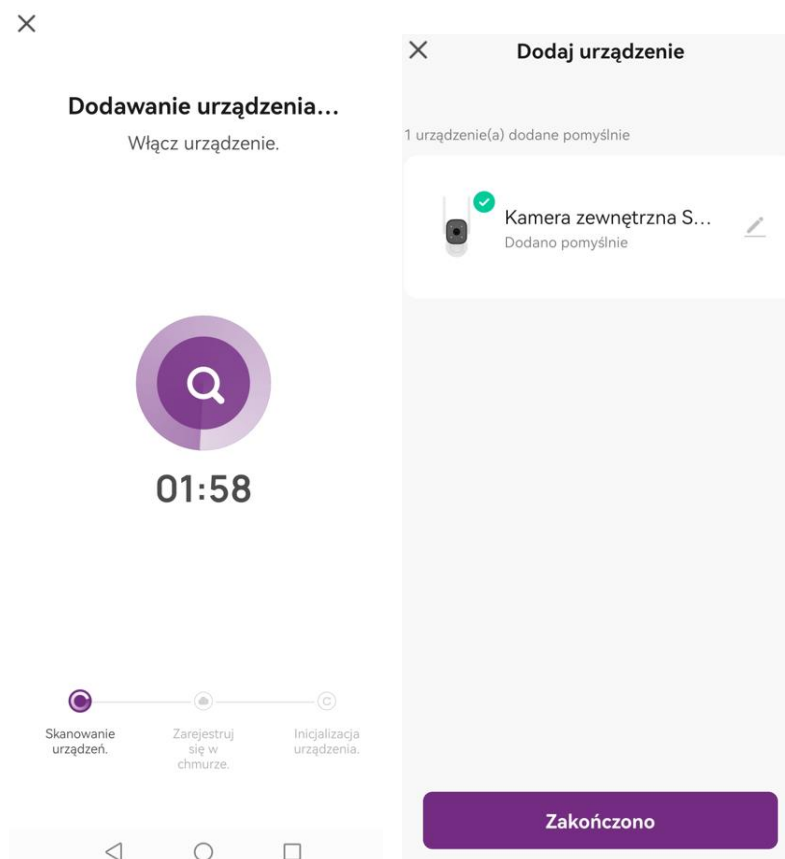 Dodawanie urządzenia...
Włącz urządzenie.
01:58
Skanowanie
urządzeń.
Zarejestruj
się w
chmurze.
Inicjalizacja
urządzenia.
Dodaj urządzenie
1 urządzenie(a) dodane pomyślnie
Kamera zewnętrzna S...
Dodano pomyślnie
Zakończono